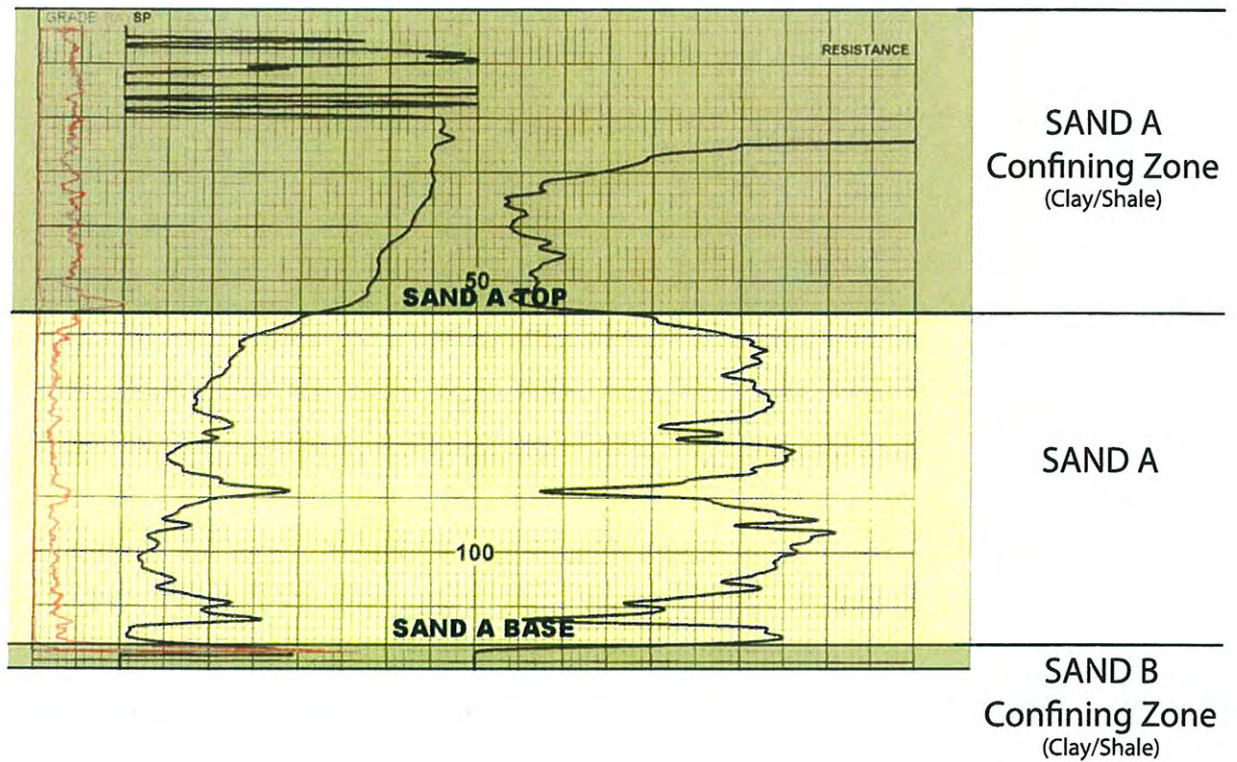 GRADE
SP
RESISTANCE
SAND A
Confining Zone
(Clay/Shale)
50
SAND A TOP
SAND A
100
SAND A BASE
SAND B
Confining Zone
(Clay/Shale)